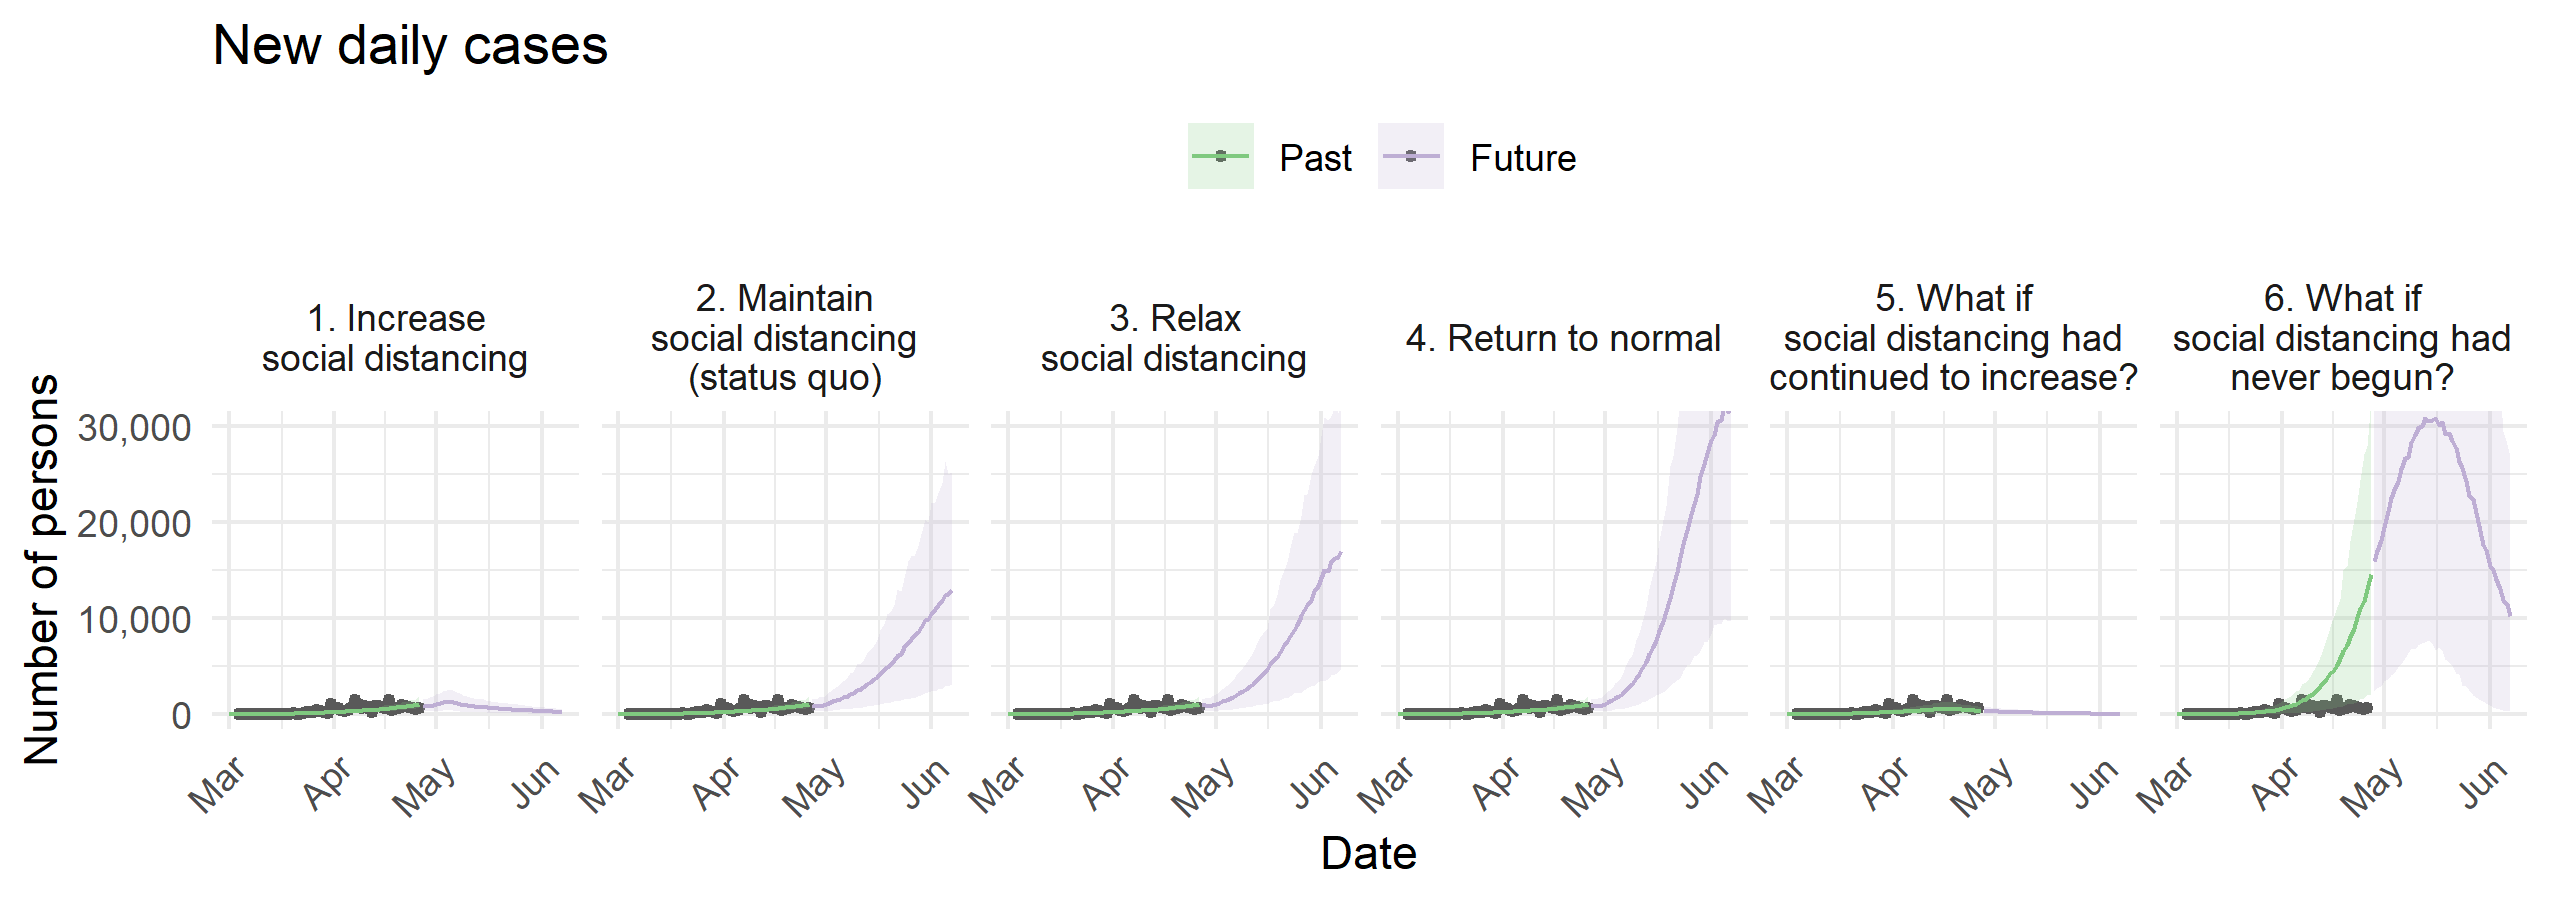 New daily cases
Past Future
1. Increase
social distancing
2. Maintain
social distancing
(status quo)
3. Relax
social distancing
4. Return to normal
5. What if
social distancing had
continued to increase?
6. What if
social distancing had
never begun?
Number of persons
30,000
20,000
10,000
0
Mar Apr May Jun
Mar Apr May Jun
Mar Apr May Jun
Mar Apr May Jun
Mar Apr May Jun
Mar Apr May Jun
Date